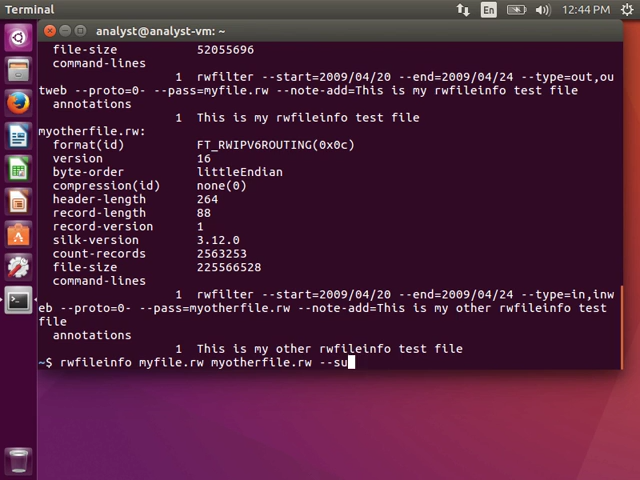 Terminal
En
12:44 PM
analyst@analyst-vm: ~
file-size 52055696
command-lines
1 rwfilter --start=2009/04/20 --end=2009/04/24 --type=out,ou
tweb --proto=0- --pass=myfile.rw --note-add=This is my rwfileinfo test file
annotations
1 This is my rwfileinfo test file
myotherfile.rw:
format(id) FT_RWIPV6ROUTING(0x0c)
version 16
byte-order littleEndian
compression(id) none(0)
header-length 264
record-length 88
record-version 1
silk-version 3.12.0
count-records 2563253
file-size 225566528
command-lines
1 rwfilter --start=2009/04/20 --end=2009/04/24 --type=in,inw
eb --proto=0- --pass=myotherfile.rw --note-add=This is my other rwfileinfo test
file
annotations
1 This is my other rwfileinfo test file
~$ rwfileinfo myfile.rw myotherfile.rw --su